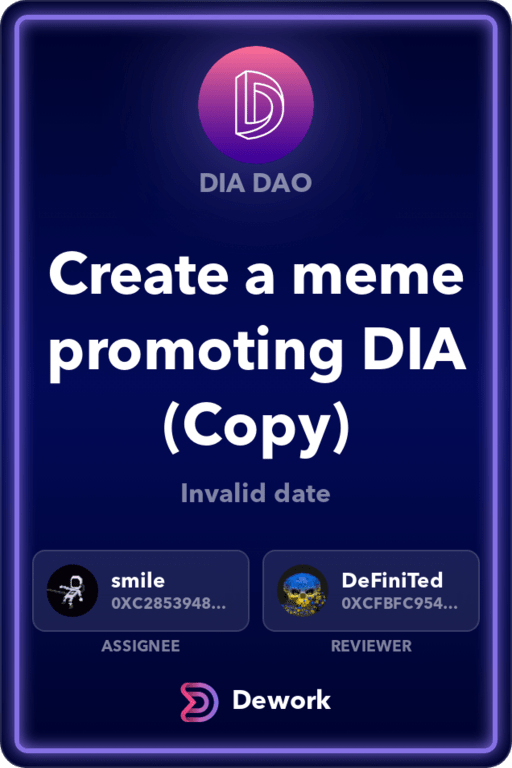 DIA DAO
Create a meme
promoting DIA
(Copy)
Invalid date
smile
0XC2853948...
DeFiniTed
0XCFBFC954...
ASSIGNEE
REVIEWER
Dework